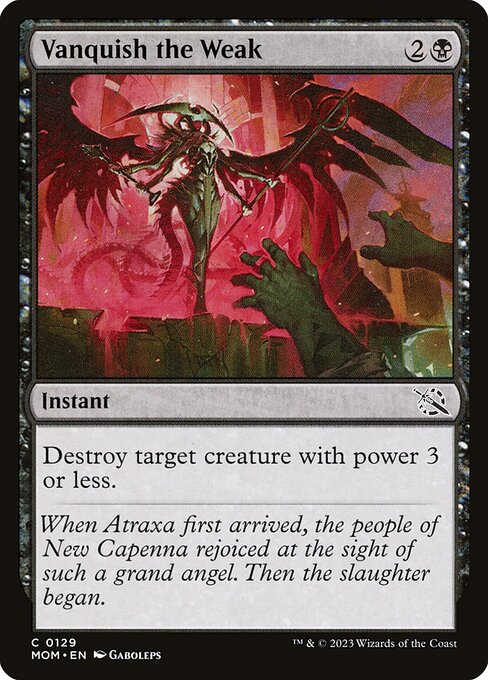 Vanquish the Weak 2
Instant
Destroy target creature with power 3
or less.
When Atraxa first arrived, the people of
New Capenna rejoiced at the sight of
such a grand angel. Then the slaughter
began.
C 0129
™ & © 2023 Wizards of the Coast
MOM • EN Gaboleps